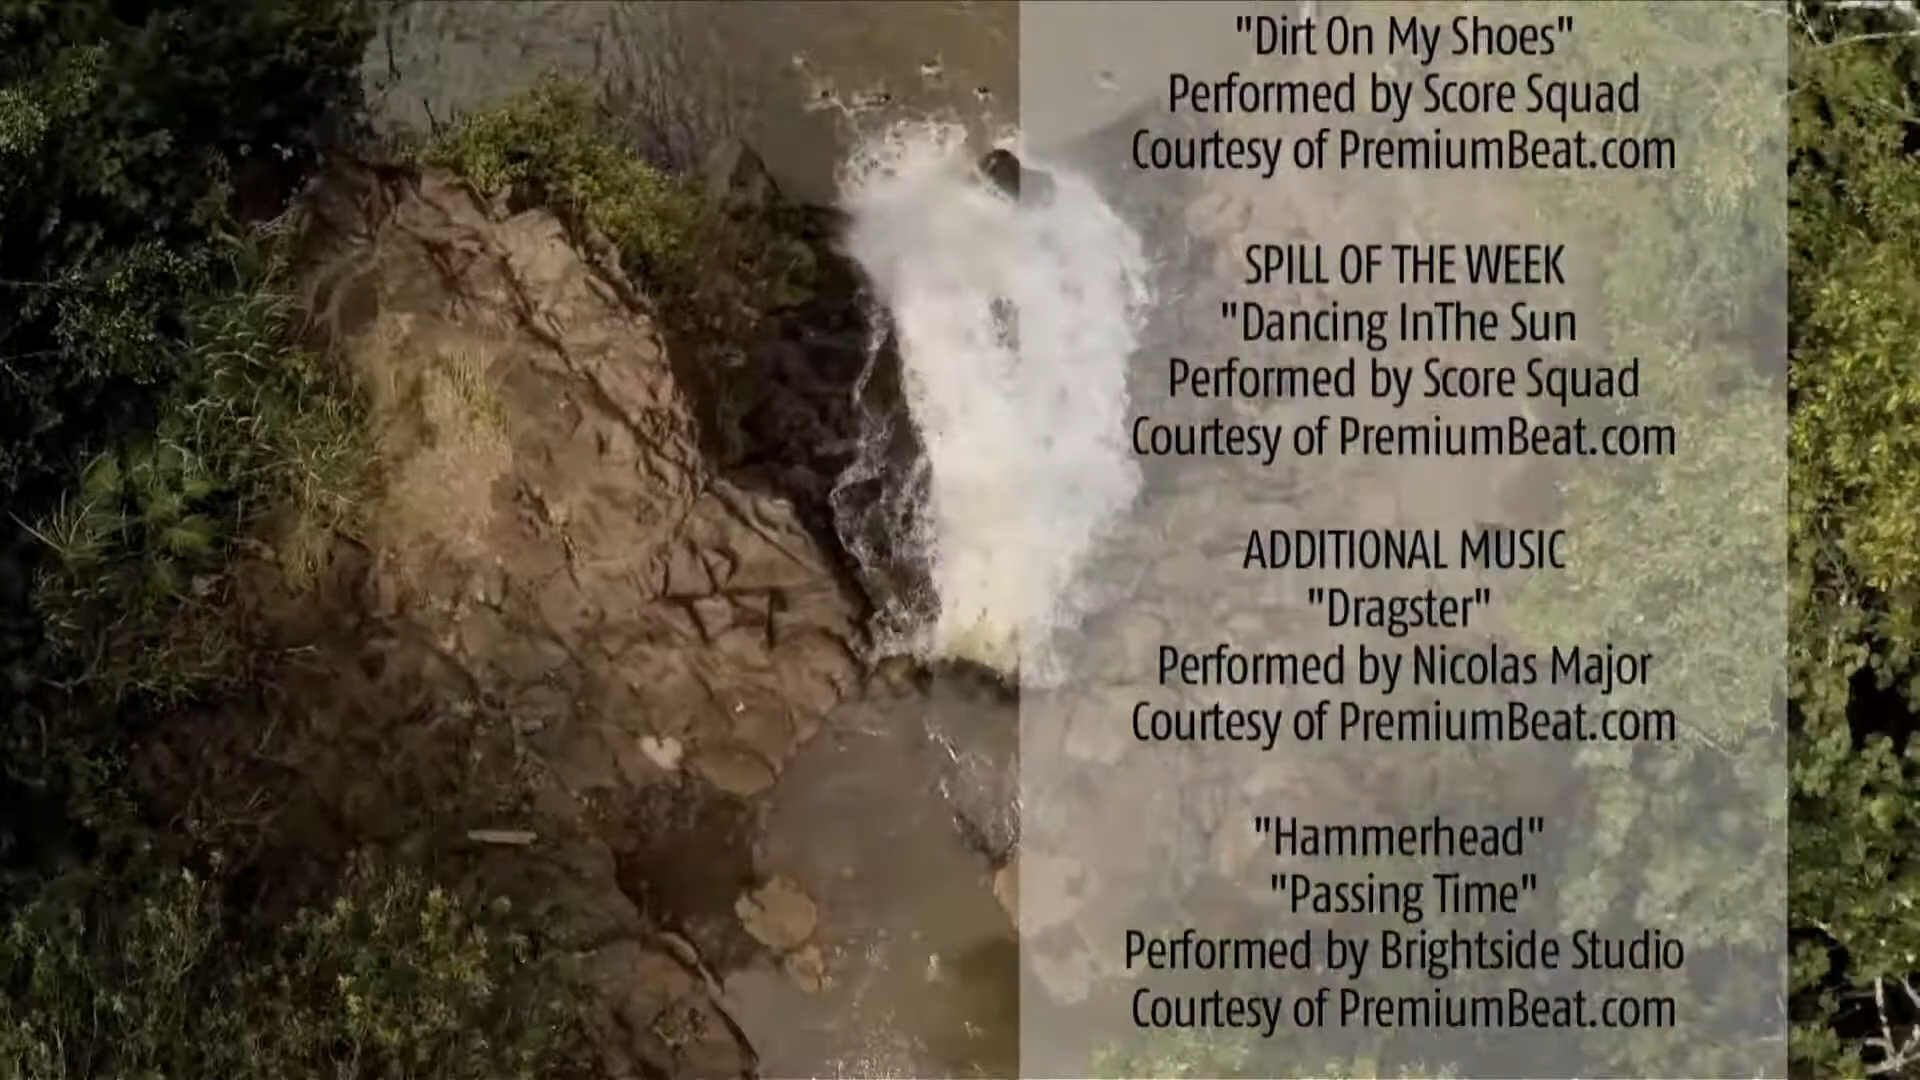 "Dirt On My Shoes"
Performed by Score Squad
Courtesy of PremiumBeat.com
SPILL OF THE WEEK
"Dancing InThe Sun
Performed by Score Squad
Courtesy of PremiumBeat.com
ADDITIONAL MUSIC
"Dragster"
Performed by Nicolas Major
Courtesy of PremiumBeat.com
"Hammerhead"
"Passing Time"
Performed by Brightside Studio
Courtesy of PremiumBeat.com